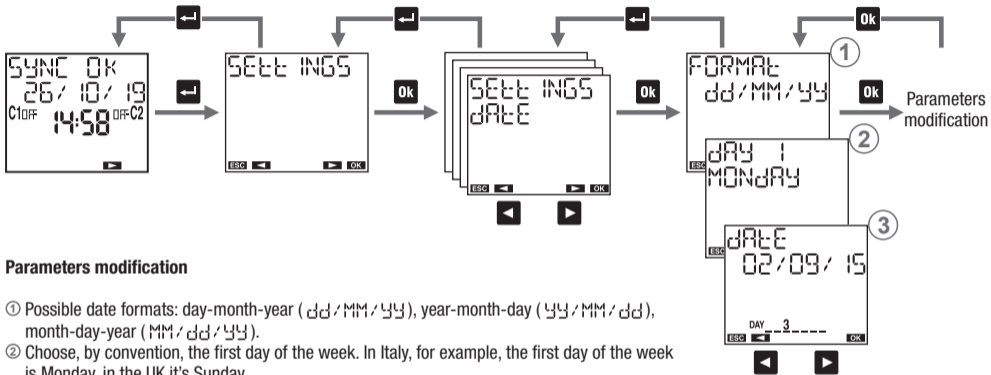 Ok
SYNC OK
26/10/19
C1 OFF 14:58 OFF C2
SEtt INGS
ESC OK
Ok
SEtt INGS
dAtE
ESC OK
Ok
FORMAt
dd/MM/YY
ESC
1
Ok
Parameters
modification
2
dAY 1
MONdAY
ESC
3
dAtE
02/09/15
DAY 3
ESC OK
Parameters modification
① Possible date formats: day-month-year (dd/MM/YY), year-month-day (YY/MM/dd),
month-day-year (MM/dd/YY).
② Choose, by convention, the first day of the week. In Italy, for example, the first day of the week
is Monday, in the UK it's Sunday.